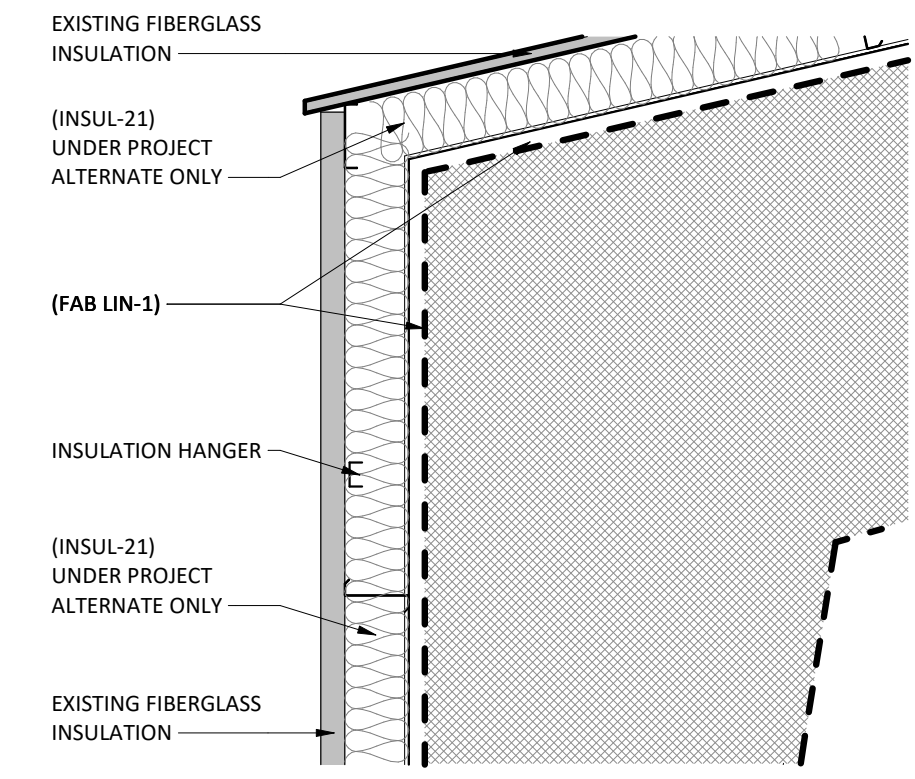 EXISTING FIBERGLASS
INSULATION
(INSUL-21)
UNDER PROJECT
ALTERNATE ONLY
(FAB LIN-1)
INSULATION HANGER
(INSUL-21)
UNDER PROJECT
ALTERNATE ONLY
EXISTING FIBERGLASS
INSULATION